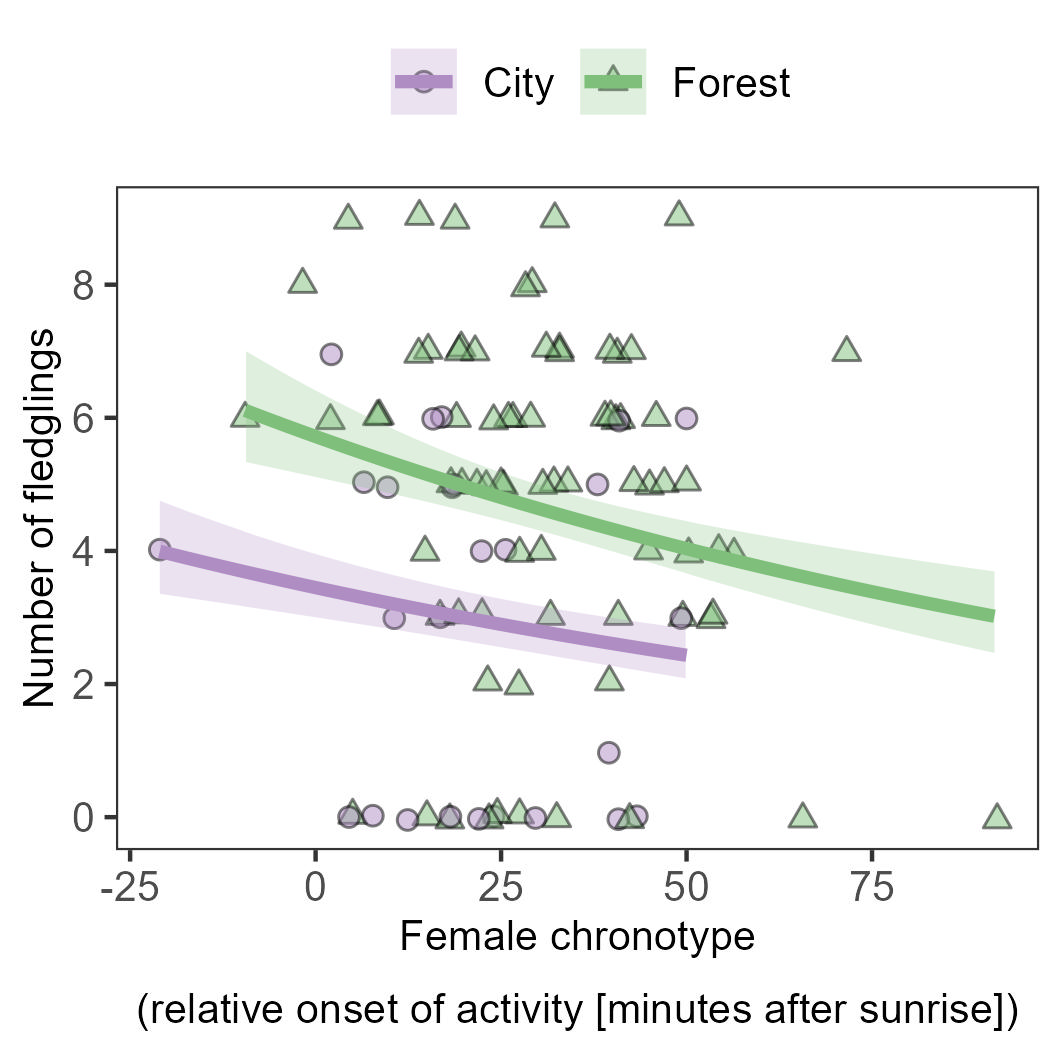 City Forest
Number of fledglings
8
6
4
2
0
-25 0 25 50 75
Female chronotype
(relative onset of activity [minutes after sunrise])